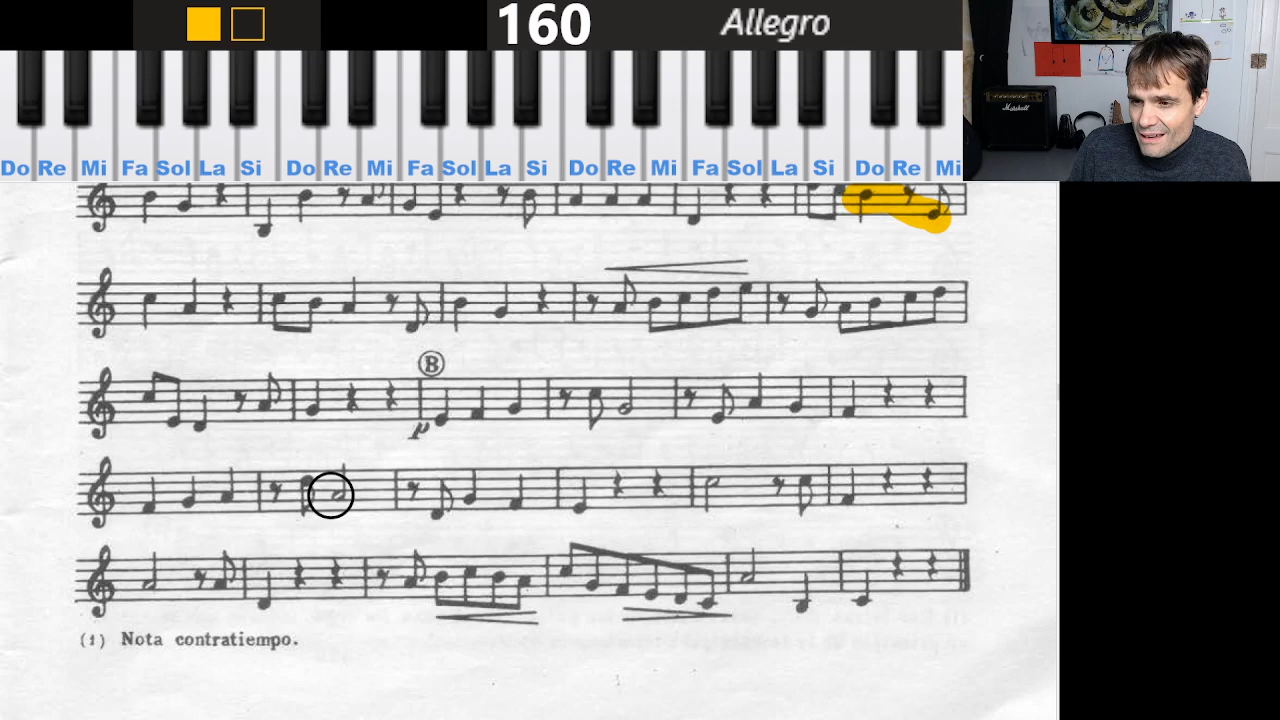 160 Allegro
Marshall
Do Re Mi Fa Sol La Si Do Re Mi Fa Sol La Si Do Re Mi Fa Sol La Si Do Re Mi
B
p
(1) Nota contratiempo.